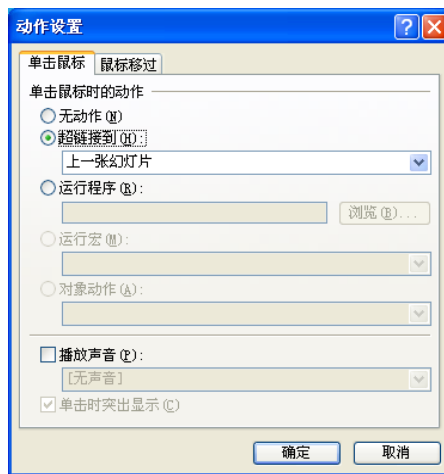 动作设置
单击鼠标 鼠标移过
单击鼠标时的动作
无动作(N)
超链接到(H):
上一张幻灯片
运行程序(R):
浏览(B)...
运行宏(M):
对象动作(A):
播放声音(P):
[无声音]
单击时突出显示(C)
确定 取消